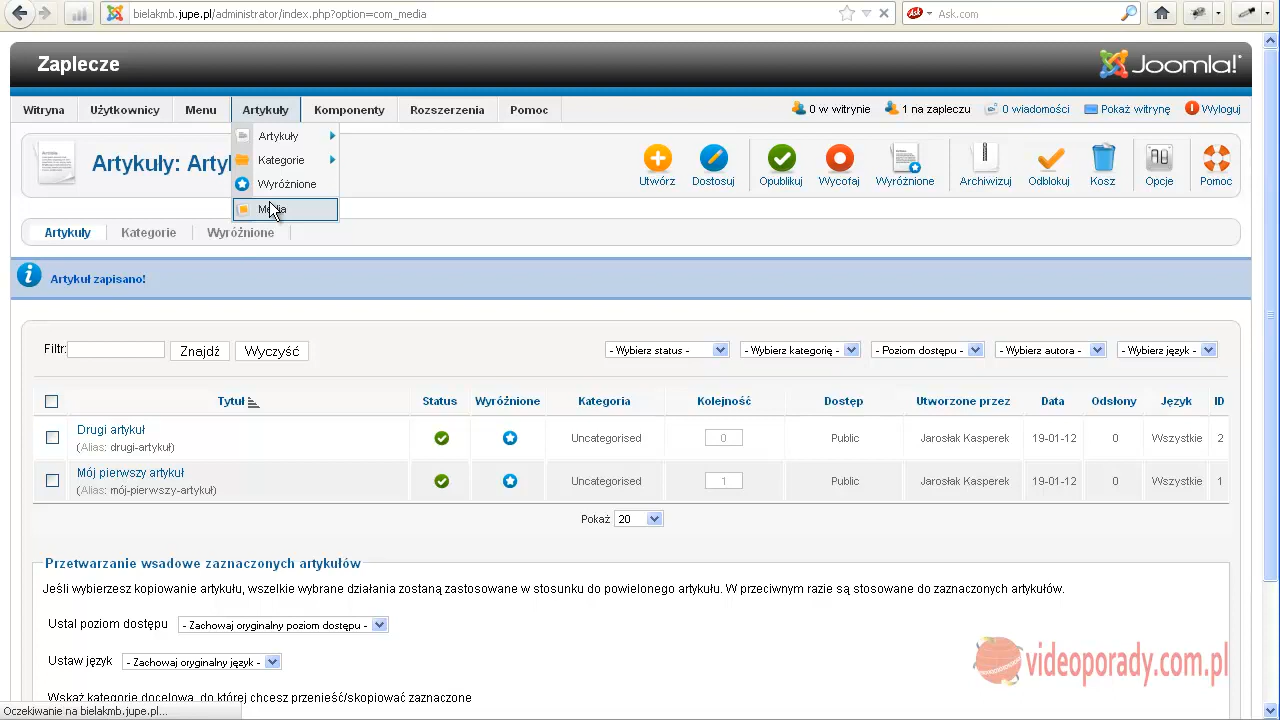 bielakmb.jupe.pl/administrator/index.php?option=com_media
Ask.com
Zaplecze
Joomla!
Witryna Użytkownicy Menu Artykuły Komponenty Rozszerzenia Pomoc
0 w witrynie 1 na zapleczu 0 wiadomości Pokaż witrynę Wyloguj
Artykuły
Kategorie
Wyróżnione
Media
Artykuly: Arty
Utwórz Dostosuj Opublikuj Wycofaj Wyróżnione Archiwizuj Odblokuj Kosz Opcje Pomoc
Artykuły Kategorie Wyróżnione
Artykuł zapisano!
Filtr: Znajdź Wyczyść - Wybierz status - - Wybierz kategorię - - Poziom dostępu - - Wybierz autora - - Wybierz język -
Tytuł Status Wyróżnione Kategoria Kolejność Dostęp Utworzone przez Data Odsłony Język ID
Drugi artykuł
(Alias: drugi-artykuł)
Uncategorised 0 Public Jarosłak Kasperek 19-01-12 0 Wszystkie 2
Mój pierwszy artykuł
(Alias: mój-pierwszy-artykuł)
Uncategorised 1 Public Jarosłak Kasperek 19-01-12 0 Wszystkie 1
Pokaż 20
Przetwarzanie wsadowe zaznaczonych artykułów
Jeśli wybierzesz kopiowanie artykułu, wszelkie wybrane działania zostaną zastosowane w stosunku do powielonego artykułu. W przeciwnym razic są stosowane do zaznaczonych artykułów.
Ustal poziom dostępu - Zachowaj oryginalny poziom dostępu -
Ustaw język - Zachowaj oryginalny język -
Wskaż kategorię docelową, do której chcesz przenieść/skopiować zaznaczone
videoporady.com.pl
Oczekiwanie na bielakmb.jupe.pl...